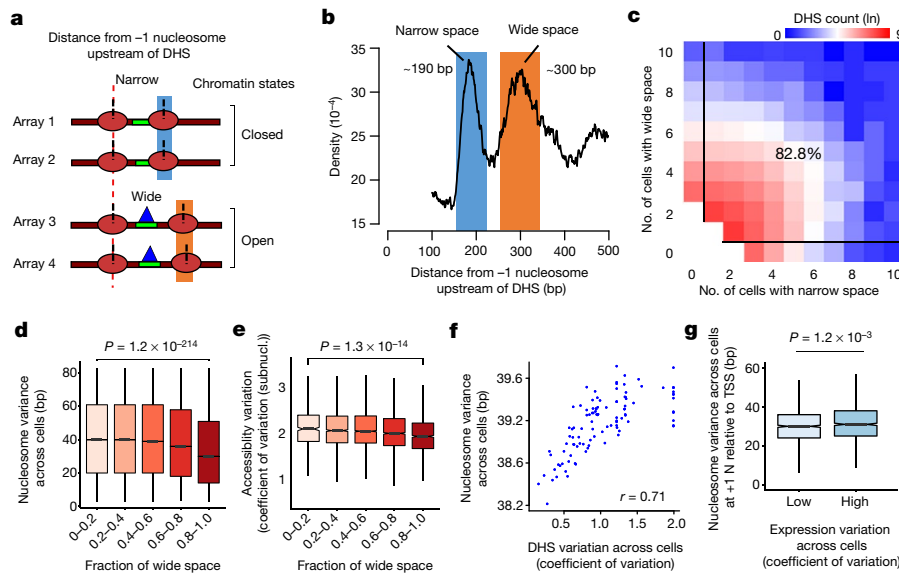 a
Distance from −1 nucleosome
upstream of DHS
Narrow
Chromatin states
Array 1
Closed
Array 2
Wide
Array 3
Open
Array 4
b
Narrow space
Wide space
~190 bp
~300 bp
35
25
15
Density (10⁻⁴)
0 100 200 300 400 500
Distance from −1 nucleosome
upstream of DHS (bp)
c
DHS count (ln)
0 9
10
8
6
4
2
0
No. of cells with wide space
82.8%
0 2 4 6 8 10
No. of cells with narrow space
d
P = 1.2 × 10⁻²¹⁴
80
60
40
20
0
Nucleosome variance
across cells (bp)
0–0.2 0.2–0.4 0.4–0.6 0.6–0.8 0.8–1.0
Fraction of wide space
e
P = 1.3 × 10⁻¹⁴
3
2
1
Accessiblity variation
(coefficient of variation (subnucl.))
0–0.2 0.2–0.4 0.4–0.6 0.6–0.8 0.8–1.0
Fraction of wide space
f
39.6
39.2
38.6
38.2
Nucleosome variance
across cells (bp)
r = 0.71
0.5 1.0 1.5 2.0
DHS variation across cells
(coefficient of variation)
g
P = 1.2 × 10⁻³
60
40
20
0
Nucleosome variance across cells
at +1 N relative to TSS (bp)
Low High
Expression variation
across cells
(coefficient of variation)